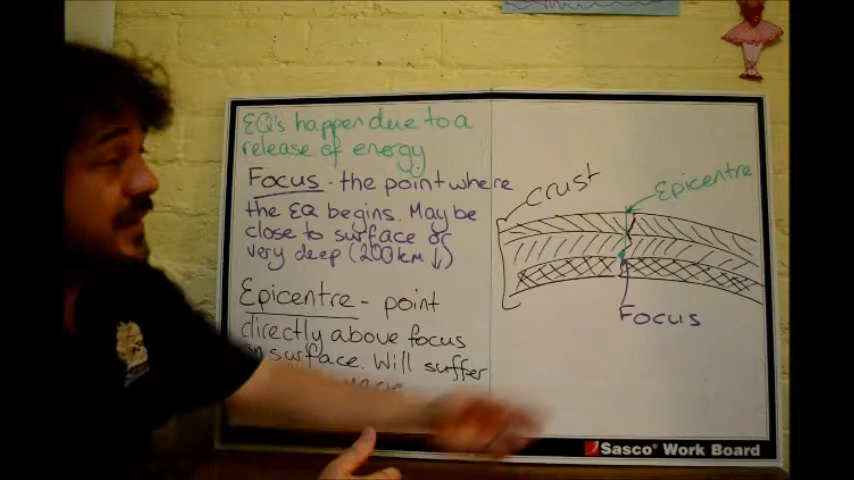 EQ's happen due to a
release of energy.
Focus - the point where
the EQ begins. May be
close to surface or
very deep (200km ↓)
Epicentre - point
directly above focus
on surface. Will suffer
Crust
Epicentre
Focus
Sasco Work Board